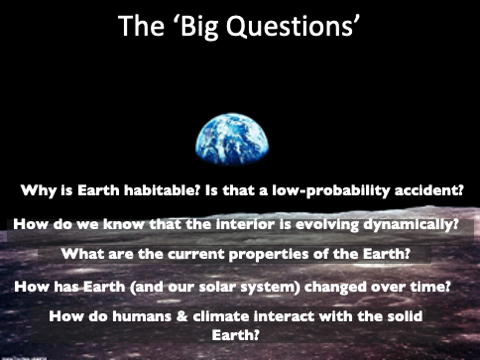 The ‘Big Questions’
Why is Earth habitable? Is that a low-probability accident?
How do we know that the interior is evolving dynamically?
What are the current properties of the Earth?
How has Earth (and our solar system) changed over time?
How do humans & climate interact with the solid
Earth?